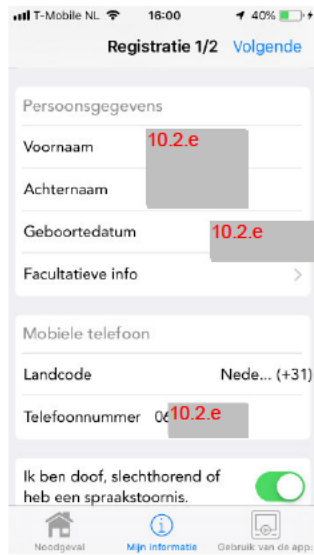 T-Mobile NL 16:00 40%
Registratie 1/2 Volgende
Persoonsgegevens
Voornaam 10.2.e
Achternaam
Geboortedatum 10.2.e
Facultatieve info
Mobiele telefoon
Landcode Nede... (+31)
Telefoonnummer 06 10.2.e
Ik ben doof, slechthorend of
heb een spraakstoornis.
Noodgeval Mijn informatie Gebruik van de app